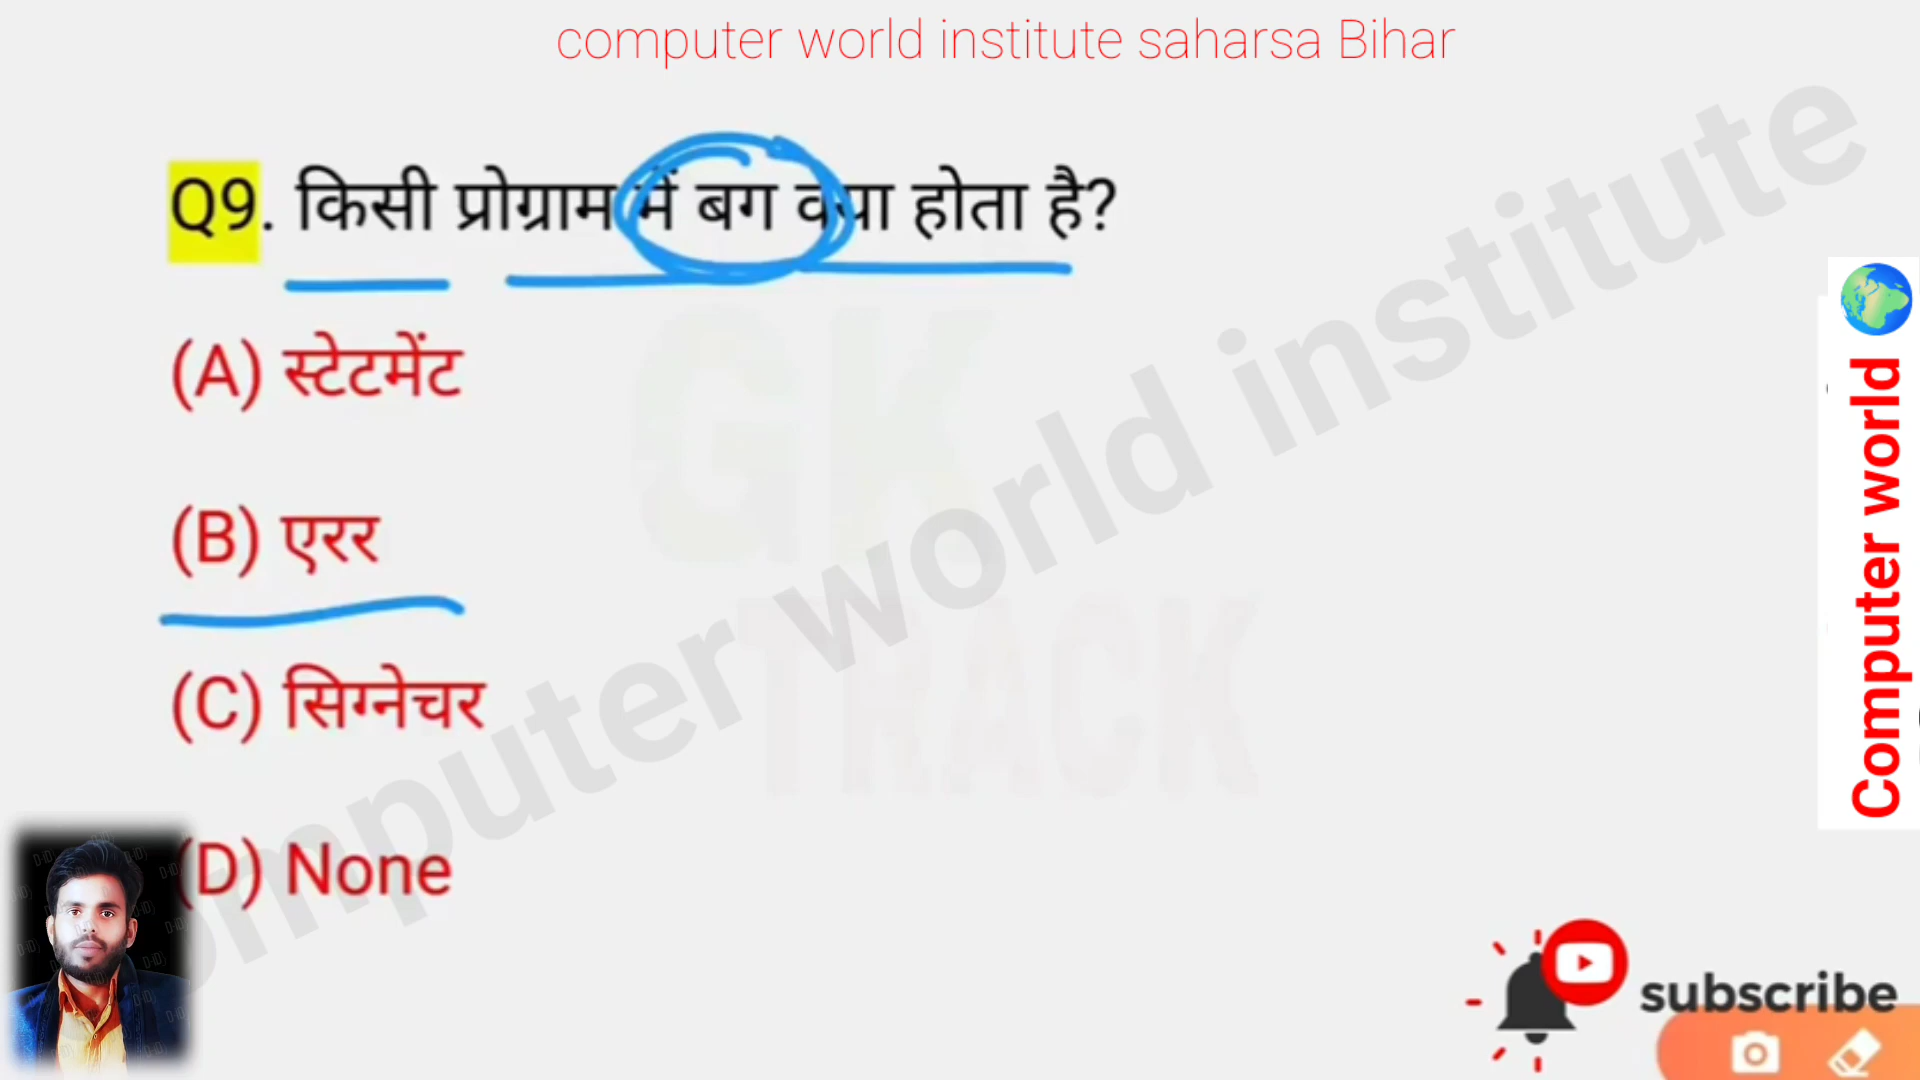 computer world institute saharsa Bihar
Q9. किसी प्रोग्राम में बग क्या होता है?
(A) स्टेटमेंट
(B) एरर
(C) सिग्नेचर
(D) None
GK
TRACK
computer world institute
Computer world
subscribe